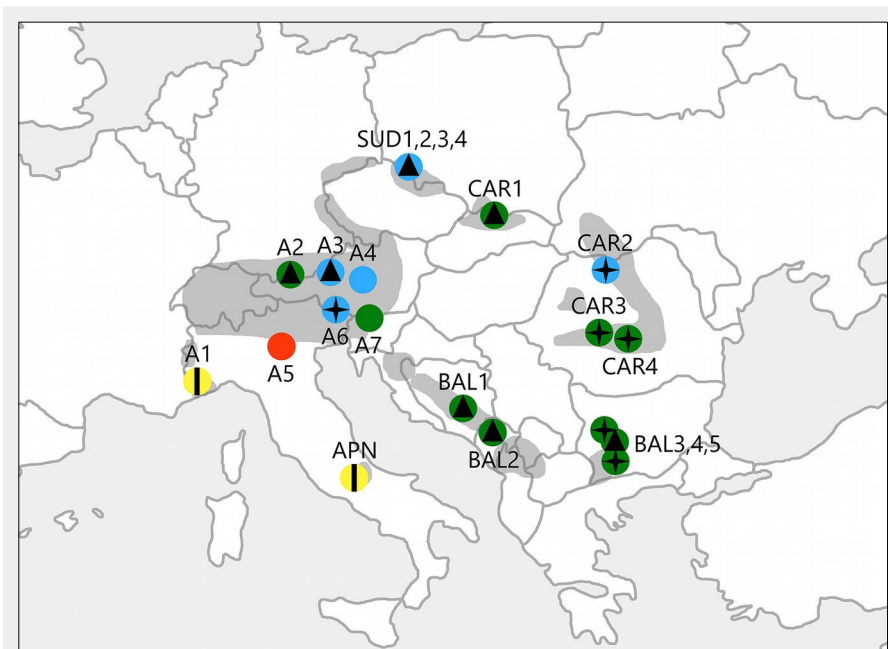 SUD1,2,3,4
CAR1
A2
A3
A4
CAR2
CAR3
A6
A7
A1
A5
CAR4
BAL1
APN
BAL2
BAL3,4,5